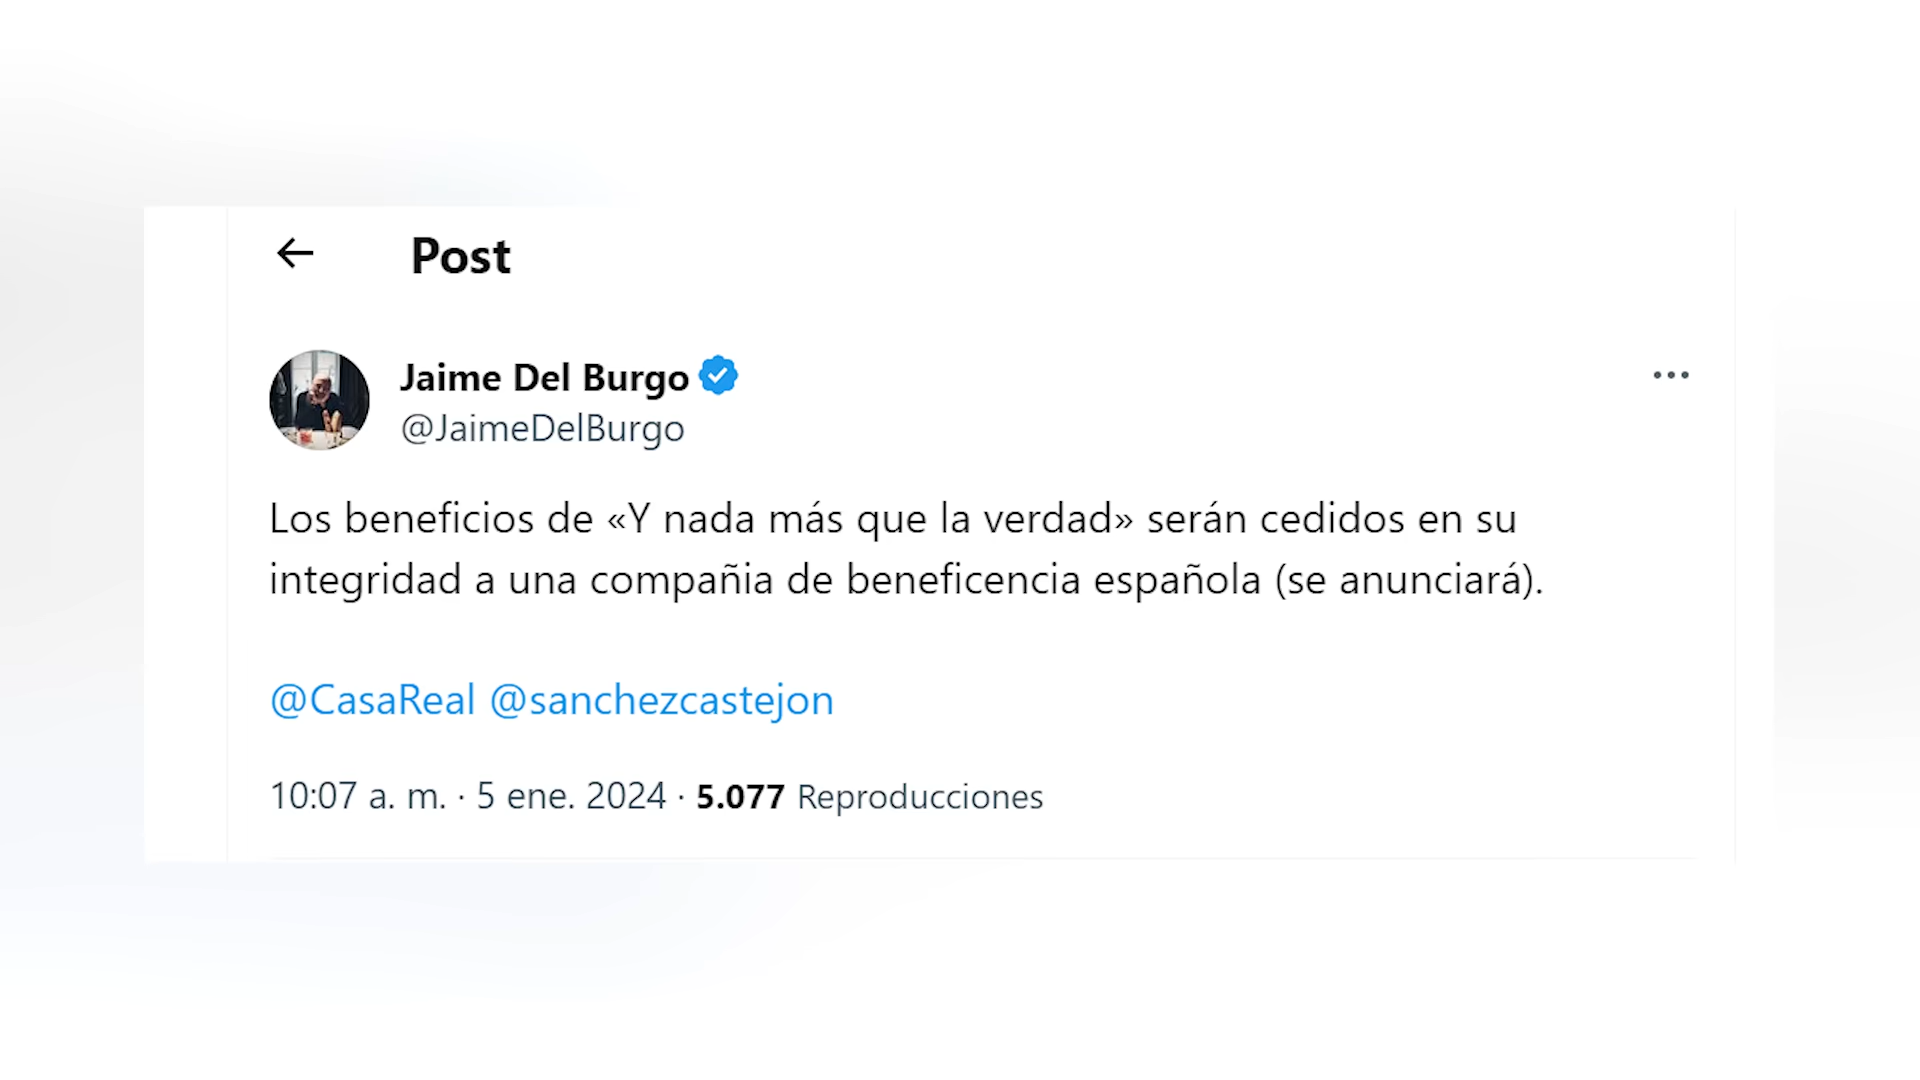 Post
Jaime Del Burgo
@JaimeDelBurgo
Los beneficios de «Y nada más que la verdad» serán cedidos en su
integridad a una compañia de beneficencia española (se anunciará).
@CasaReal @sanchezcastejon
10:07 a. m. · 5 ene. 2024 · 5.077 Reproducciones